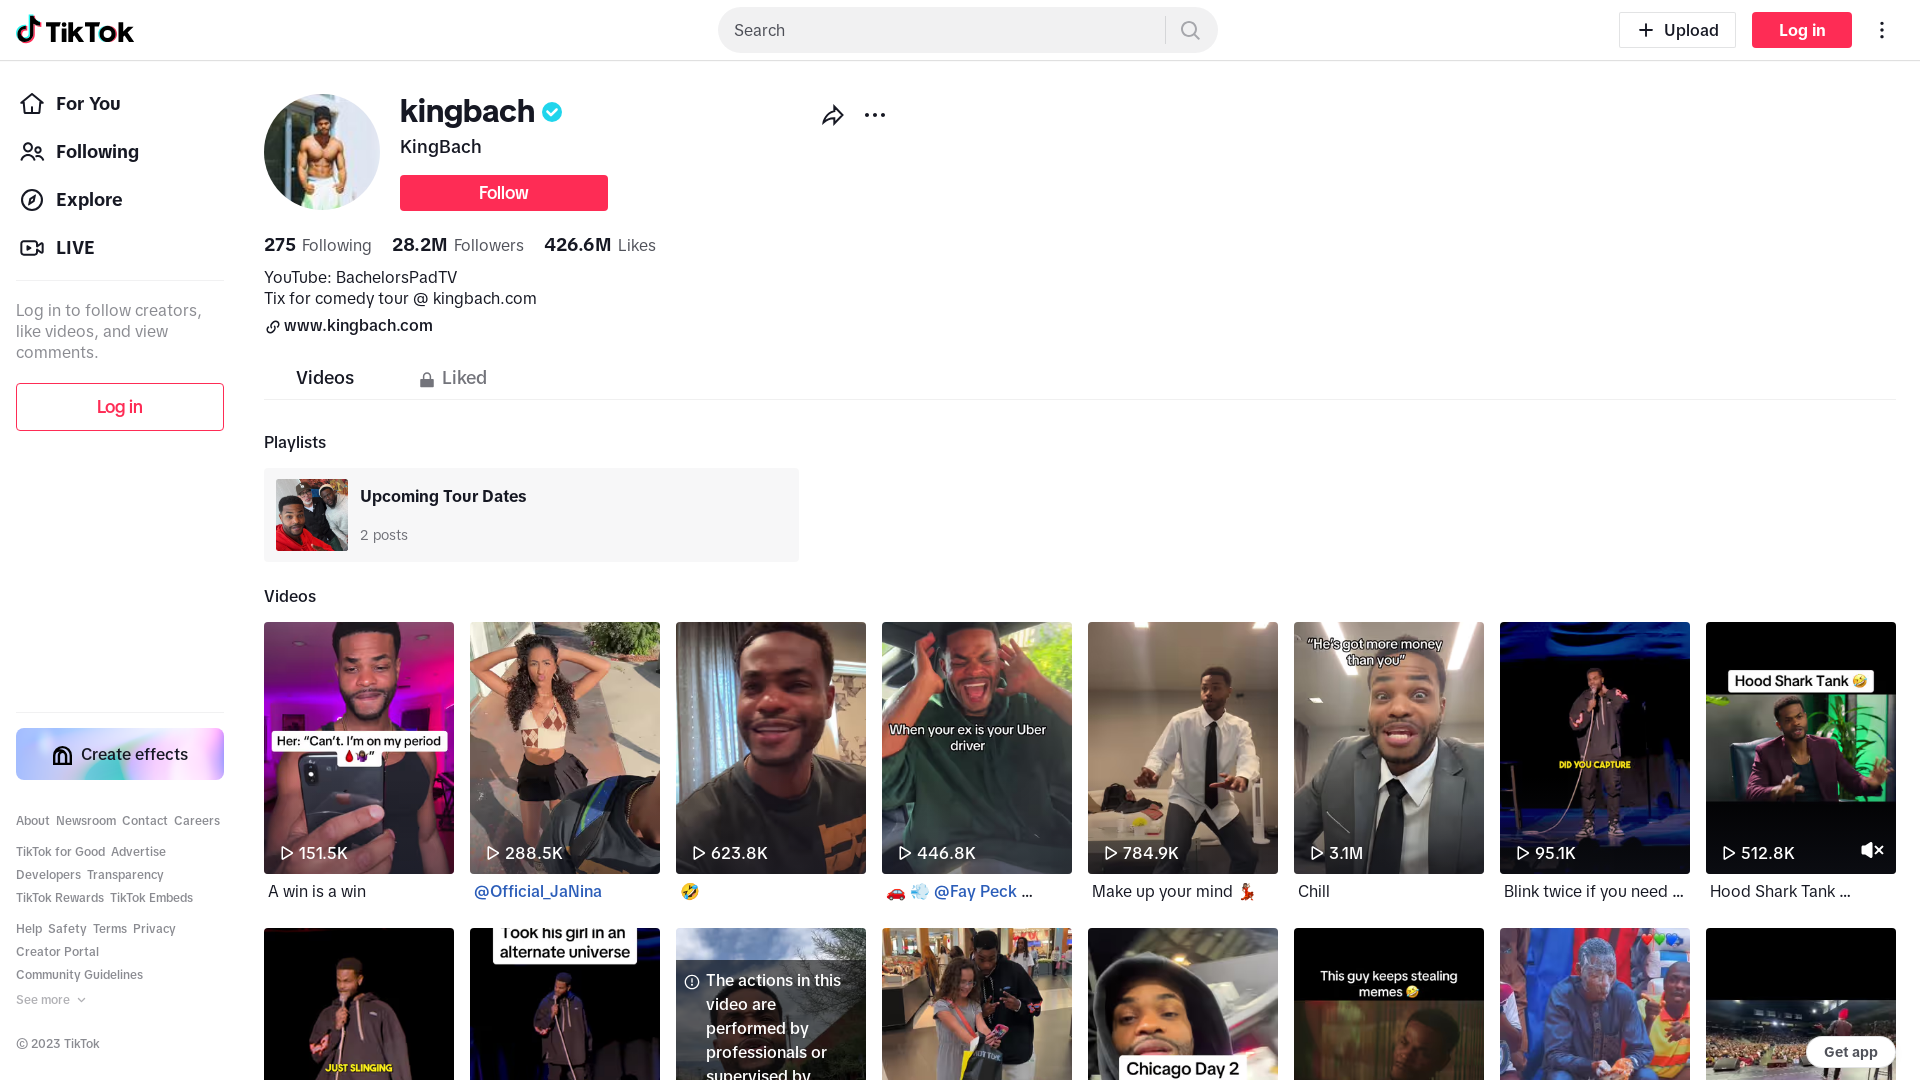 TikTok
Search
Upload
Log in
For You
Following
Explore
LIVE
Log in to follow creators,
like videos, and view
comments.
Log in
Create effects
About Newsroom Contact Careers
TikTok for Good Advertise
Developers Transparency
TikTok Rewards TikTok Embeds
Help Safety Terms Privacy
Creator Portal
Community Guidelines
See more
© 2023 TikTok
kingbach
KingBach
Follow
275 Following 28.2M Followers 426.6M Likes
YouTube: BachelorsPadTV
Tix for comedy tour @ kingbach.com
www.kingbach.com
Videos
Liked
Playlists
Upcoming Tour Dates
2 posts
Videos
Her: “Can’t. I’m on my period
🩸🤷🏿‍♀️”
151.5K
A win is a win
288.5K
@Official_JaNina
623.8K
🤣
When your ex is your Uber
driver
446.8K
🚗 💨 @Fay Peck ...
784.9K
Make up your mind 💃🏿
“He’s got more money
than you”
3.1M
Chill
DID YOU CAPTURE
95.1K
Blink twice if you need ...
Hood Shark Tank 🤣
512.8K
Hood Shark Tank ...
JUST SLINGING
Took his girl in an
alternate universe
The actions in this
video are
performed by
professionals or
supervised by
Chicago Day 2
This guy keeps stealing
memes 🤣
Get app